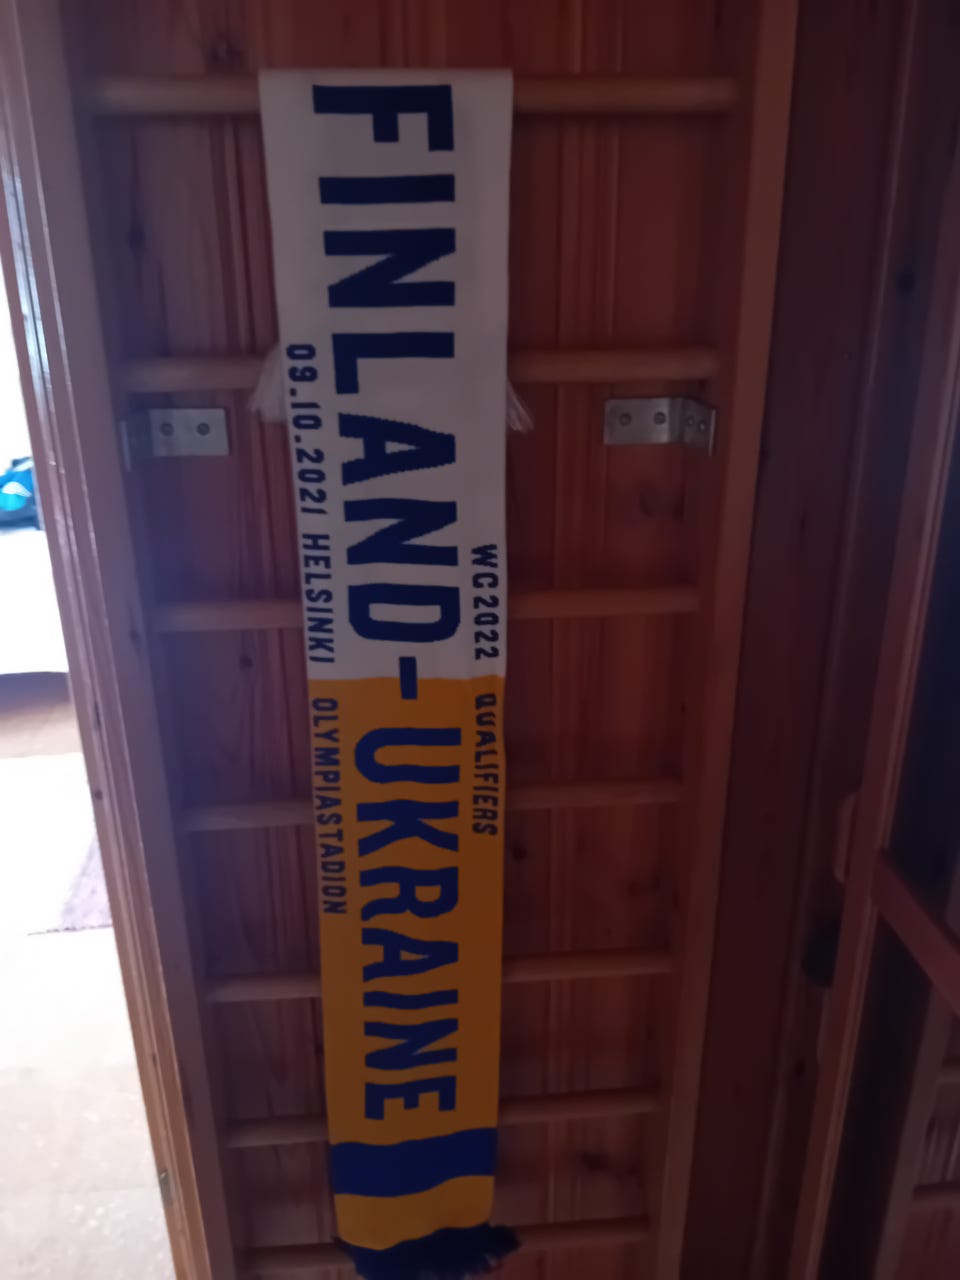 WC2022 QUALIFIERS
FINLAND-UKRAINE
09.10.2021 HELSINKI OLYMPIASTADION